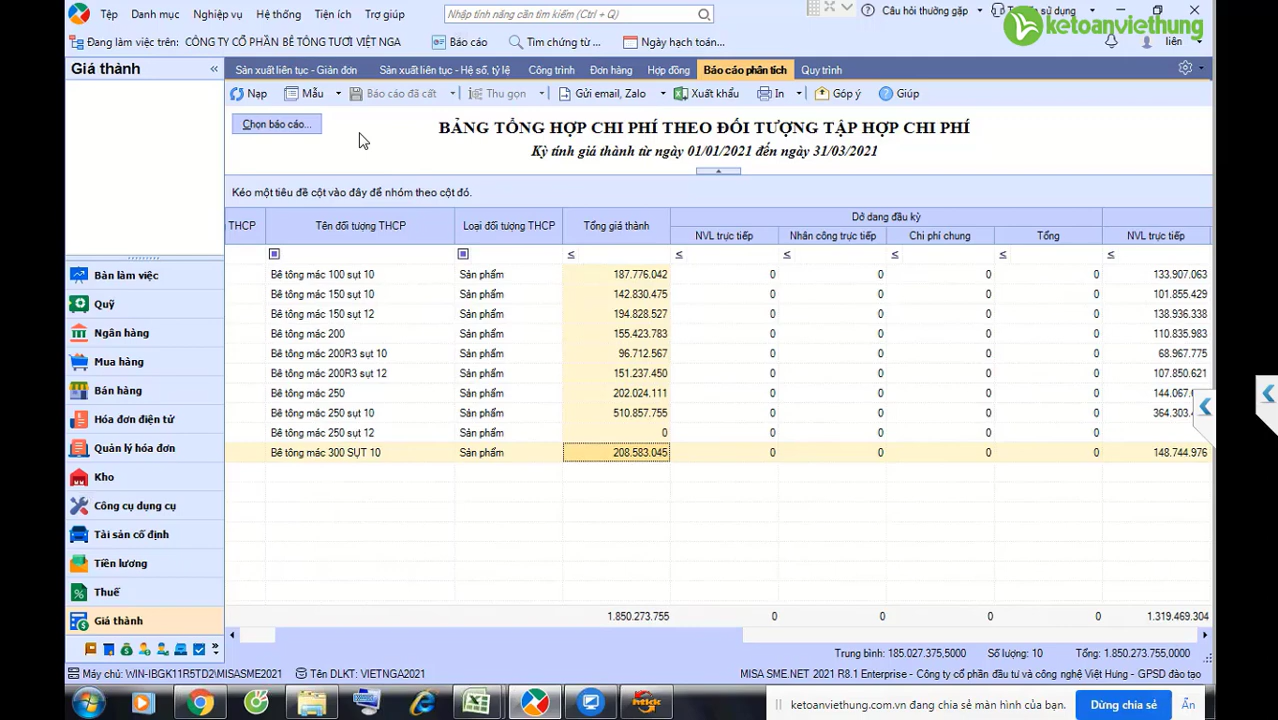 Tệp Danh mục Nghiệp vụ Hệ thống Tiện ích Trợ giúp Nhập tính năng cần tìm kiếm (Ctrl + Q) Câu hỏi thường gặp sử dụng
ketoanviethung
Đang làm việc trên: CÔNG TY CỔ PHẦN BÊ TÔNG TƯƠI VIỆT NGA Báo cáo Tìm chứng từ ... Ngày hạch toán... liên
Giá thành «
Sản xuất liên tục - Giản đơn Sản xuất liên tục - Hệ số, tỷ lệ Công trình Đơn hàng Hợp đồng Báo cáo phân tích Quy trình
Nạp Mẫu Báo cáo đã cất Thu gọn Gửi email, Zalo Xuất khẩu In Góp ý Giúp
Chọn báo cáo...
BẢNG TỔNG HỢP CHI PHÍ THEO ĐỐI TƯỢNG TẬP HỢP CHI PHÍ
Kỳ tính giá thành từ ngày 01/01/2021 đến ngày 31/03/2021
Kéo một tiêu đề cột vào đây để nhóm theo cột đó.
THCP Tên đối tượng THCP Loại đối tượng THCP Tổng giá thành Dở dang đầu kỳ
NVL trực tiếp Nhân công trực tiếp Chi phí chung Tổng NVL trực tiếp
≤ ≤ ≤ ≤ ≤ ≤
Bê tông mác 100 sụt 10 Sản phẩm 187.776.042 0 0 0 0 133.907.063
Bê tông mác 150 sụt 10 Sản phẩm 142.830.475 0 0 0 0 101.855.429
Bê tông mác 150 sụt 12 Sản phẩm 194.828.527 0 0 0 0 138.936.338
Bê tông mác 200 Sản phẩm 155.423.783 0 0 0 0 110.835.983
Bê tông mác 200R3 sụt 10 Sản phẩm 96.712.567 0 0 0 0 68.967.775
Bê tông mác 200R3 sụt 12 Sản phẩm 151.237.450 0 0 0 0 107.850.621
Bê tông mác 250 Sản phẩm 202.024.111 0 0 0 0 144.067.
Bê tông mác 250 sụt 10 Sản phẩm 510.857.755 0 0 0 0 364.303.
Bê tông mác 250 sụt 12 Sản phẩm 0 0 0 0 0
Bê tông mác 300 SỤT 10 Sản phẩm 208.583.045 0 0 0 0 148.744.976
1.850.273.755 0 0 0 0 1.319.469.304
Bàn làm việc
Quỹ
Ngân hàng
Mua hàng
Bán hàng
Hóa đơn điện tử
Quản lý hóa đơn
Kho
Công cụ dụng cụ
Tài sản cố định
Tiền lương
Thuế
Giá thành
Trung bình: 185.027.375,5000 Số lượng: 10 Tổng: 1.850.273.755,0000
Máy chủ: WIN-IBGK11R5TD2\MISASME2021 Tên DLKT: VIETNGA2021 MISA SME.NET 2021 R8.1 Enterprise - Công ty cổ phần đầu tư và công nghệ Việt Hưng - GPSD đào tạo
ketoanviethung.com.vn đang chia sẻ màn hình của bạn. Dừng chia sẻ Ẩn